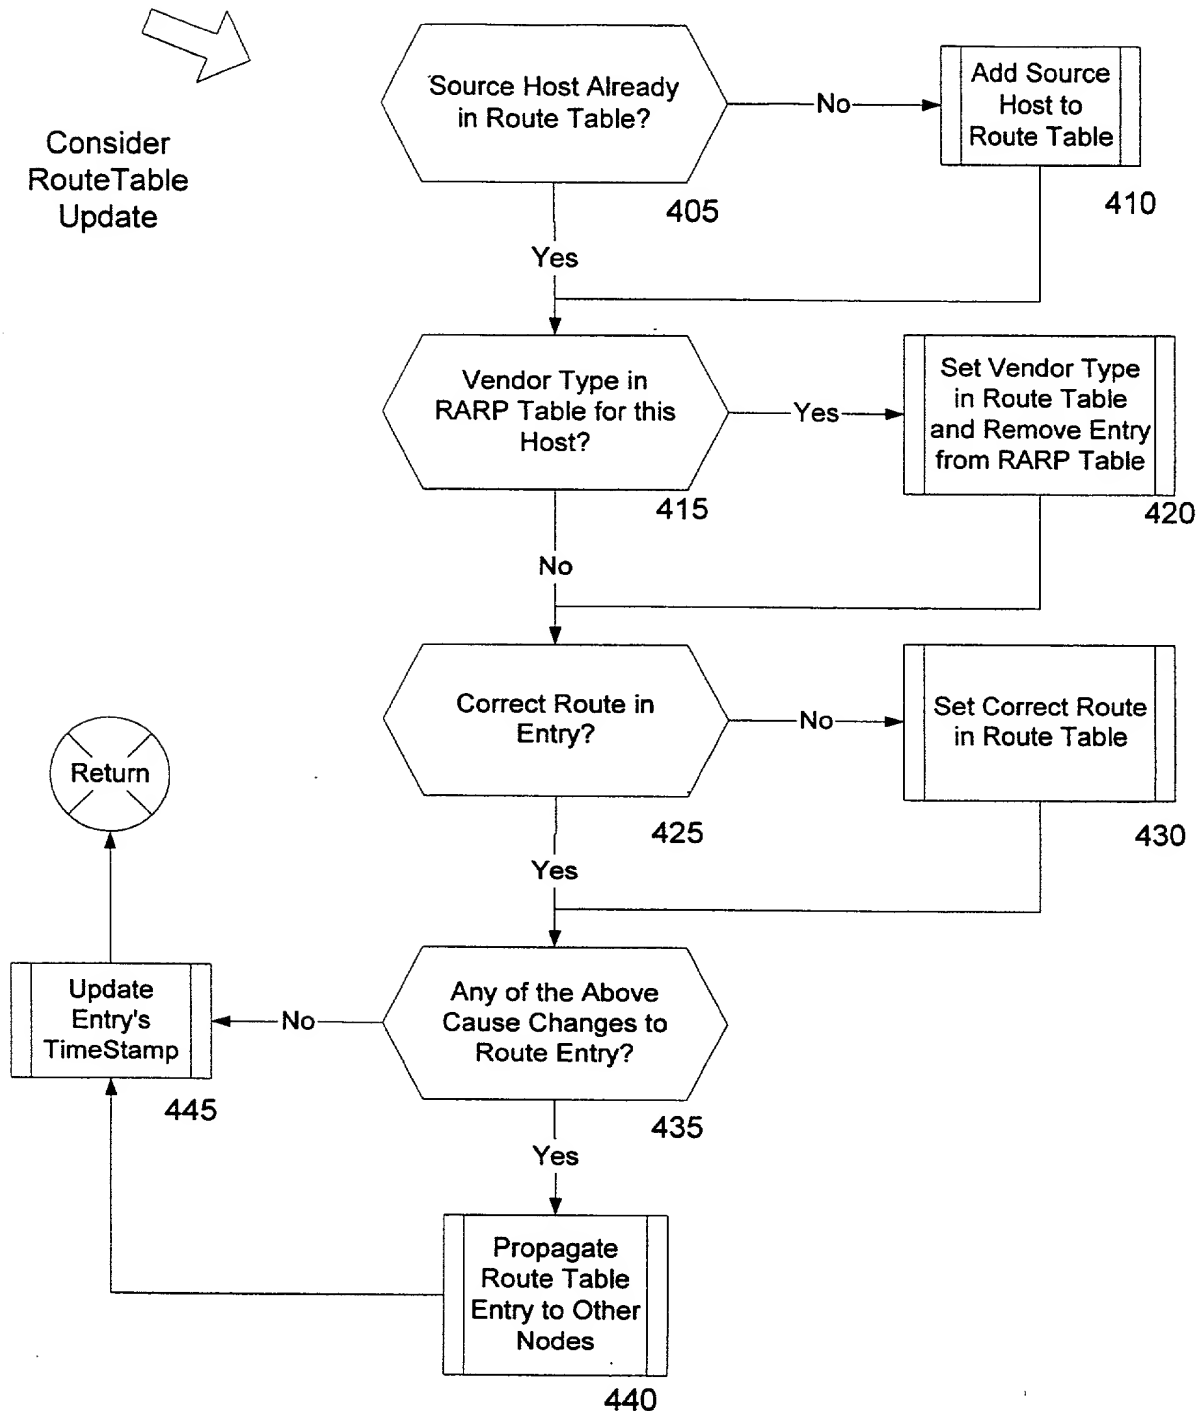 Consider
RouteTable
Update
Source Host Already
in Route Table?
405
No
Add Source
Host to
Route Table
410
Yes
Vendor Type in
RARP Table for this
Host?
415
Yes
Set Vendor Type
in Route Table
and Remove Entry
from RARP Table
420
No
Correct Route in
Entry?
425
No
Set Correct Route
in Route Table
430
Yes
Any of the Above
Cause Changes to
Route Entry?
435
No
Update
Entry's
TimeStamp
445
Return
Yes
Propagate
Route Table
Entry to Other
Nodes
440